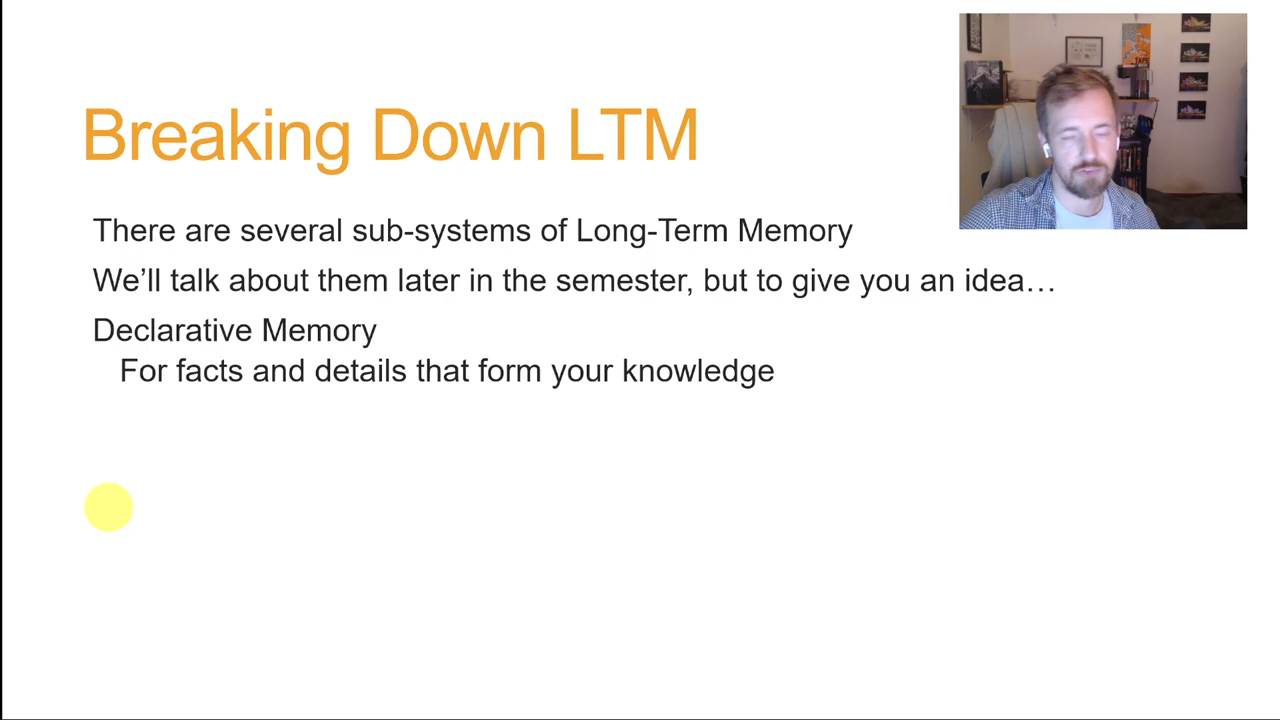 Breaking Down LTM
There are several sub-systems of Long-Term Memory
We’ll talk about them later in the semester, but to give you an idea…
Declarative Memory
For facts and details that form your knowledge